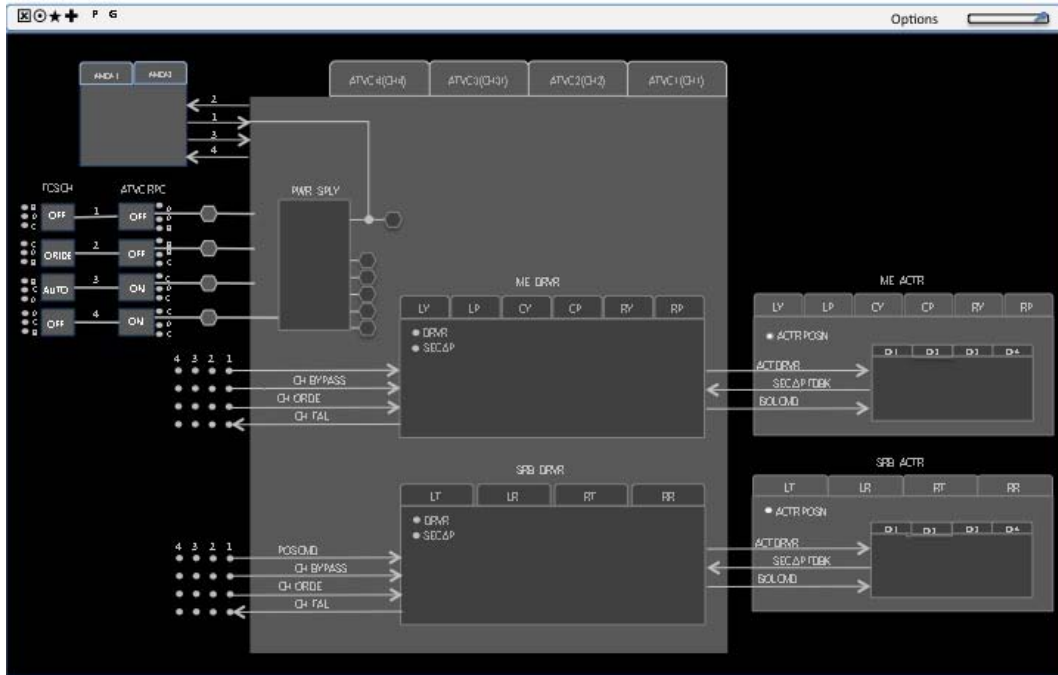 P G
Options
ATVC4(CH4) ATVC3(CH3) ATVC2(CH2) ATVC1(CH1)
2
1
3
4
FCSCH ATVC RPC PWR SPLY
OFF 1 OFF
ORIDE 2 OFF
AUTO 3 ON
OFF 4 ON
ME DRVR ME ACTR
LY LP CY CP RY RP
LY LP CY CP RY RP
DRVR
SECΔP
ACTR POSN
4 3 2 1
CH BYPASS
CH ORIDE
CH FAIL
ACT DRVR
SECΔP FDBK
ISOL CMD
SRB DRVR SRB ACTR
LT LR RT RR
LT LR RT RR
DRVR
SECΔP
ACTR POSN
4 3 2 1
POS CMD
CH BYPASS
CH ORIDE
CH FAIL
ACT DRVR
SECΔP FDBK
ISOL CMD